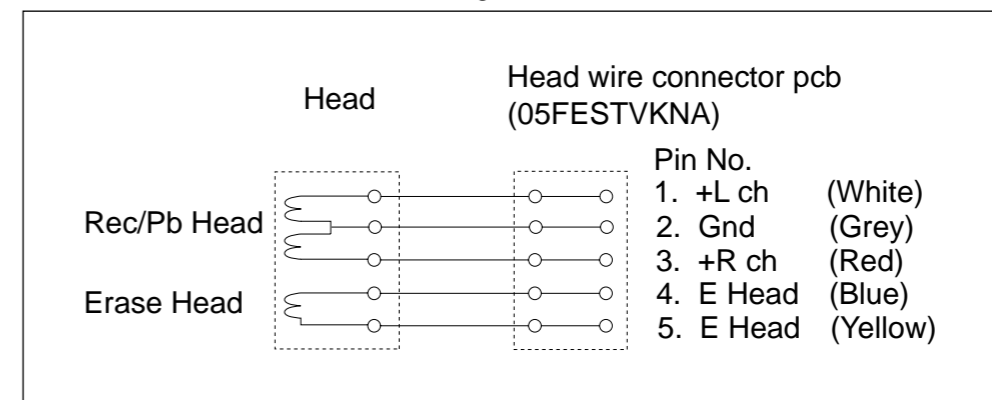 Head
Head wire connector pcb
(05FESTVKNA)
Pin No.
Rec/Pb Head
Erase Head
1. +L ch (White)
2. Gnd (Grey)
3. +R ch (Red)
4. E Head (Blue)
5. E Head (Yellow)